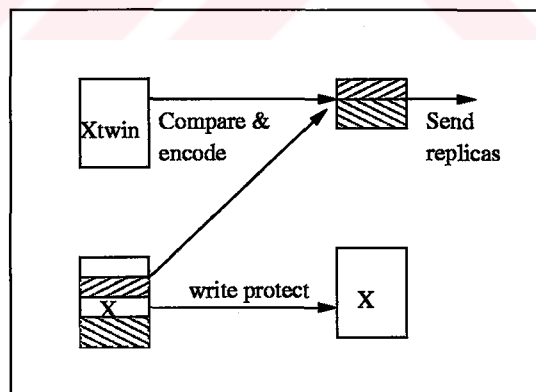 Xtwin
Compare &
encode
Send
replicas
X
write protect
X